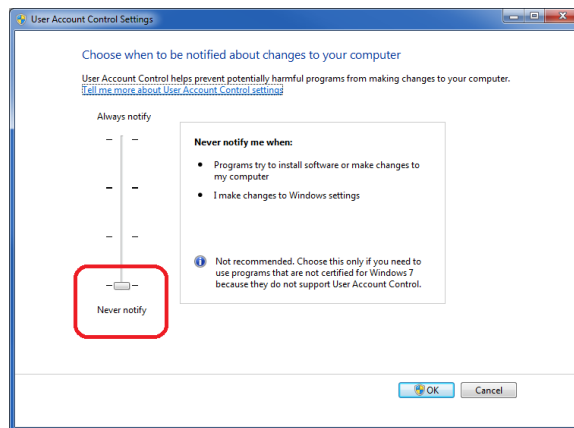 User Account Control Settings
Choose when to be notified about changes to your computer
User Account Control helps prevent potentially harmful programs from making changes to your computer.
Tell me more about User Account Control settings
Always notify
Never notify me when:
Programs try to install software or make changes to
my computer
I make changes to Windows settings
Not recommended. Choose this only if you need to
use programs that are not certified for Windows 7
because they do not support User Account Control.
Never notify
OK
Cancel